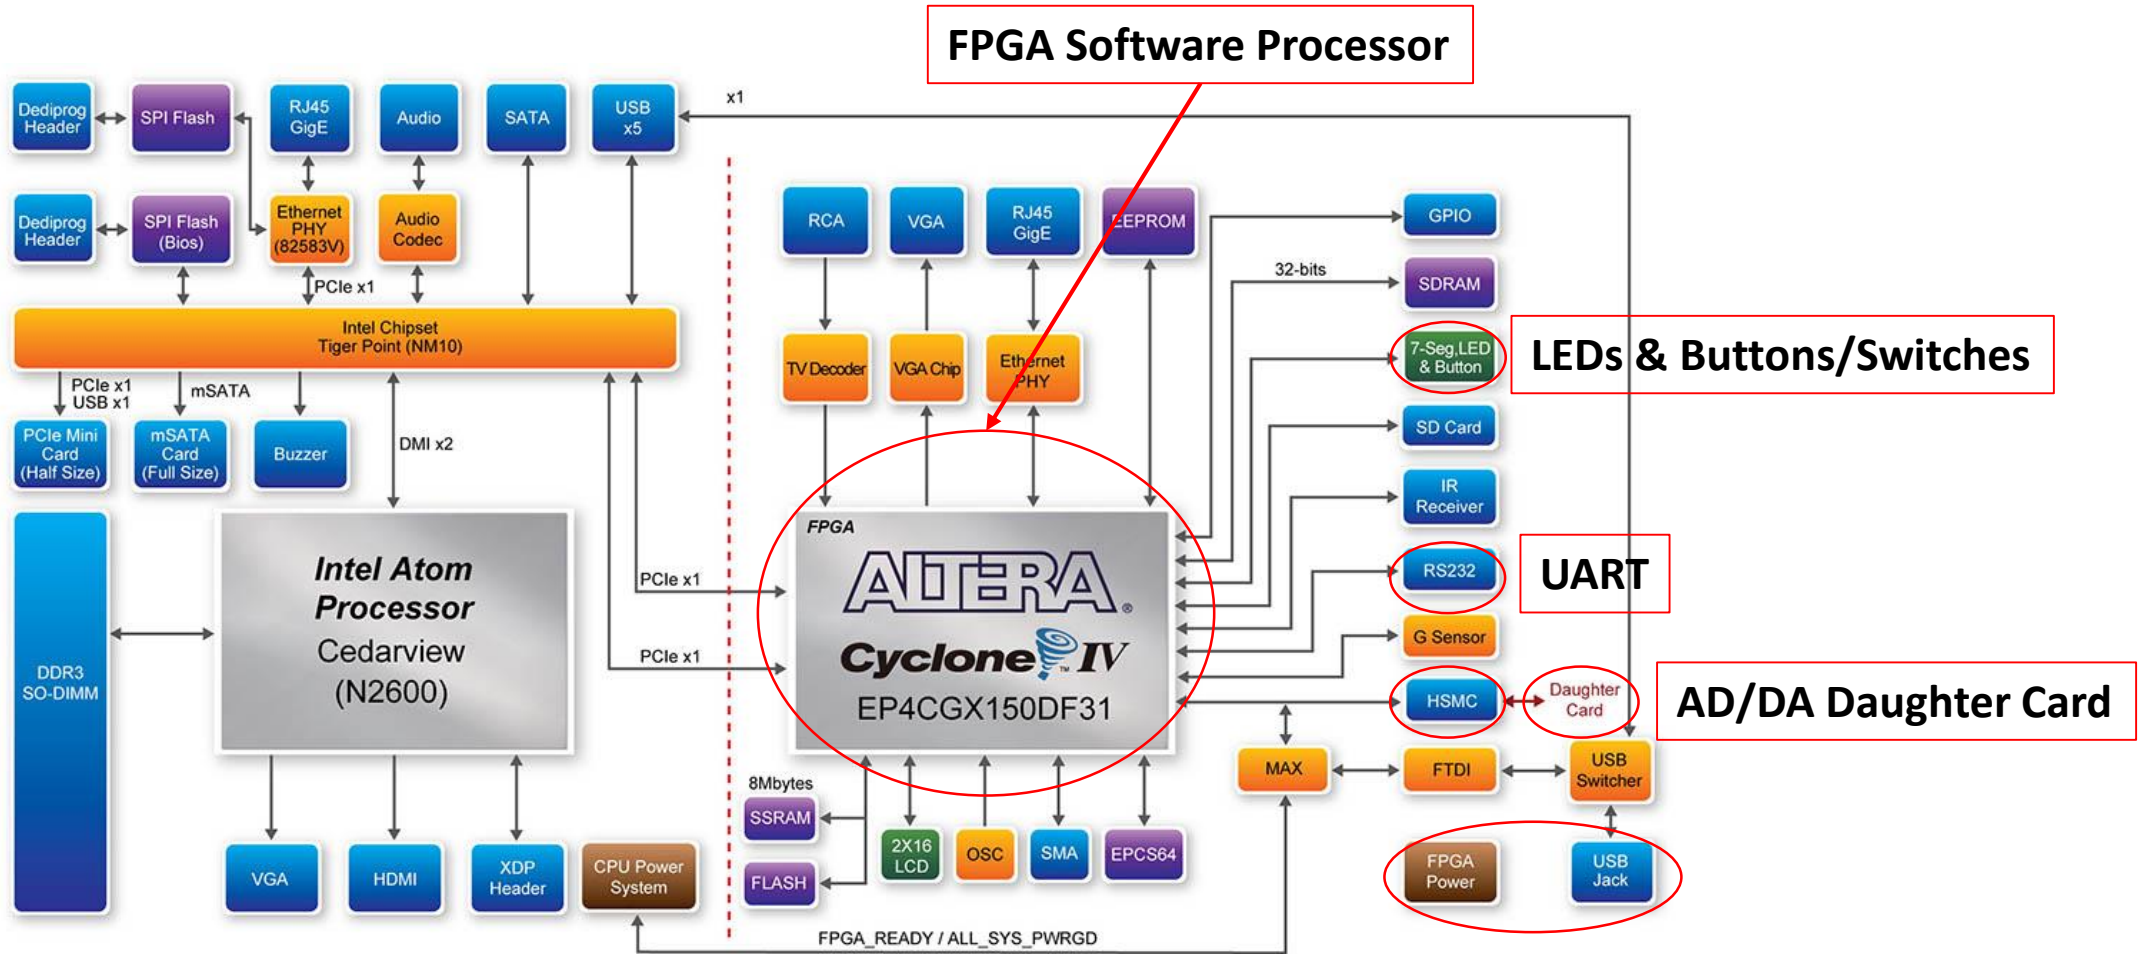 FPGA Software Processor
x1
Dediprog
Header
SPI Flash
RJ45
GigE
Audio
SATA
USB
x5
Dediprog
Header
SPI Flash
(Bios)
Ethernet
PHY
(82583V)
Audio
Codec
PCIe x1
Intel Chipset
Tiger Point (NM10)
PCIe x1
USB x1
mSATA
PCIe Mini
Card
(Half Size)
mSATA
Card
(Full Size)
Buzzer
DMI x2
DDR3
SO-DIMM
Intel Atom
Processor
Cedarview
(N2600)
VGA
HDMI
XDP
Header
CPU Power
System
RCA
VGA
RJ45
GigE
EEPROM
TV Decoder
VGA Chip
Ethernet
PHY
PCIe x1
PCIe x1
FPGA
ALTERA®
Cyclone™ IV
EP4CGX150DF31
8Mbytes
SSRAM
FLASH
2X16
LCD
OSC
SMA
EPCS64
GPIO
32-bits
SDRAM
7-Seg,LED
& Button
LEDs & Buttons/Switches
SD Card
IR
Receiver
RS232
UART
G Sensor
HSMC
Daughter
Card
AD/DA Daughter Card
MAX
FTDI
USB
Switcher
FPGA
Power
USB
Jack
FPGA_READY / ALL_SYS_PWRGD